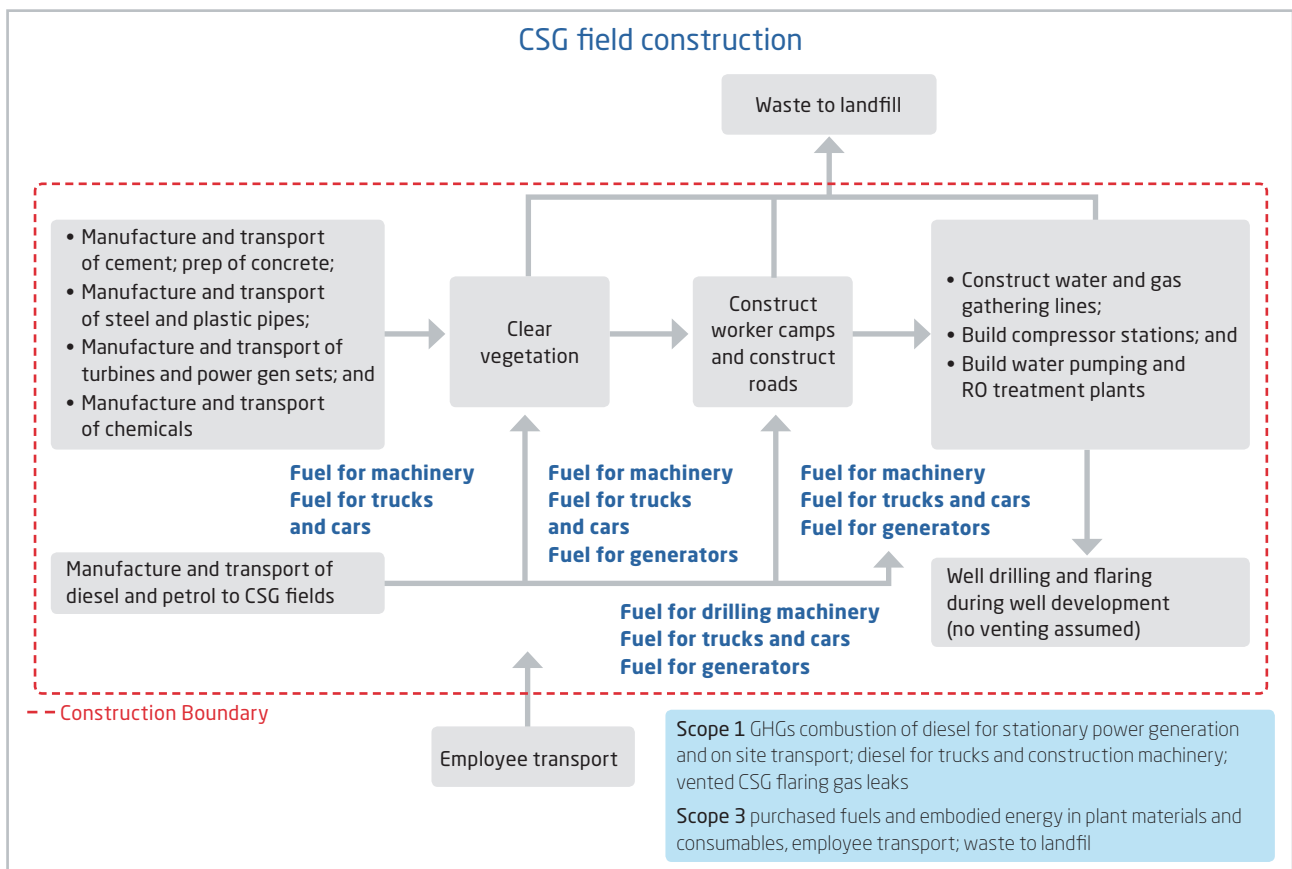 CSG field construction
Waste to landfill
• Manufacture and transport
of cement; prep of concrete;
• Manufacture and transport
of steel and plastic pipes;
• Manufacture and transport of
turbines and power gen sets; and
• Manufacture and transport
of chemicals
Clear
vegetation
Construct
worker camps
and construct
roads
• Construct water and gas
gathering lines;
• Build compressor stations; and
• Build water pumping and
RO treatment plants
Fuel for machinery
Fuel for trucks
and cars
Fuel for machinery
Fuel for trucks
and cars
Fuel for generators
Fuel for machinery
Fuel for trucks and cars
Fuel for generators
Manufacture and transport of
diesel and petrol to CSG fields
Fuel for drilling machinery
Fuel for trucks and cars
Fuel for generators
Well drilling and flaring
during well development
(no venting assumed)
Construction Boundary
Employee transport
Scope 1 GHGs combustion of diesel for stationary power generation
and on site transport; diesel for trucks and construction machinery;
vented CSG flaring gas leaks
Scope 3 purchased fuels and embodied energy in plant materials and
consumables, employee transport; waste to landfil